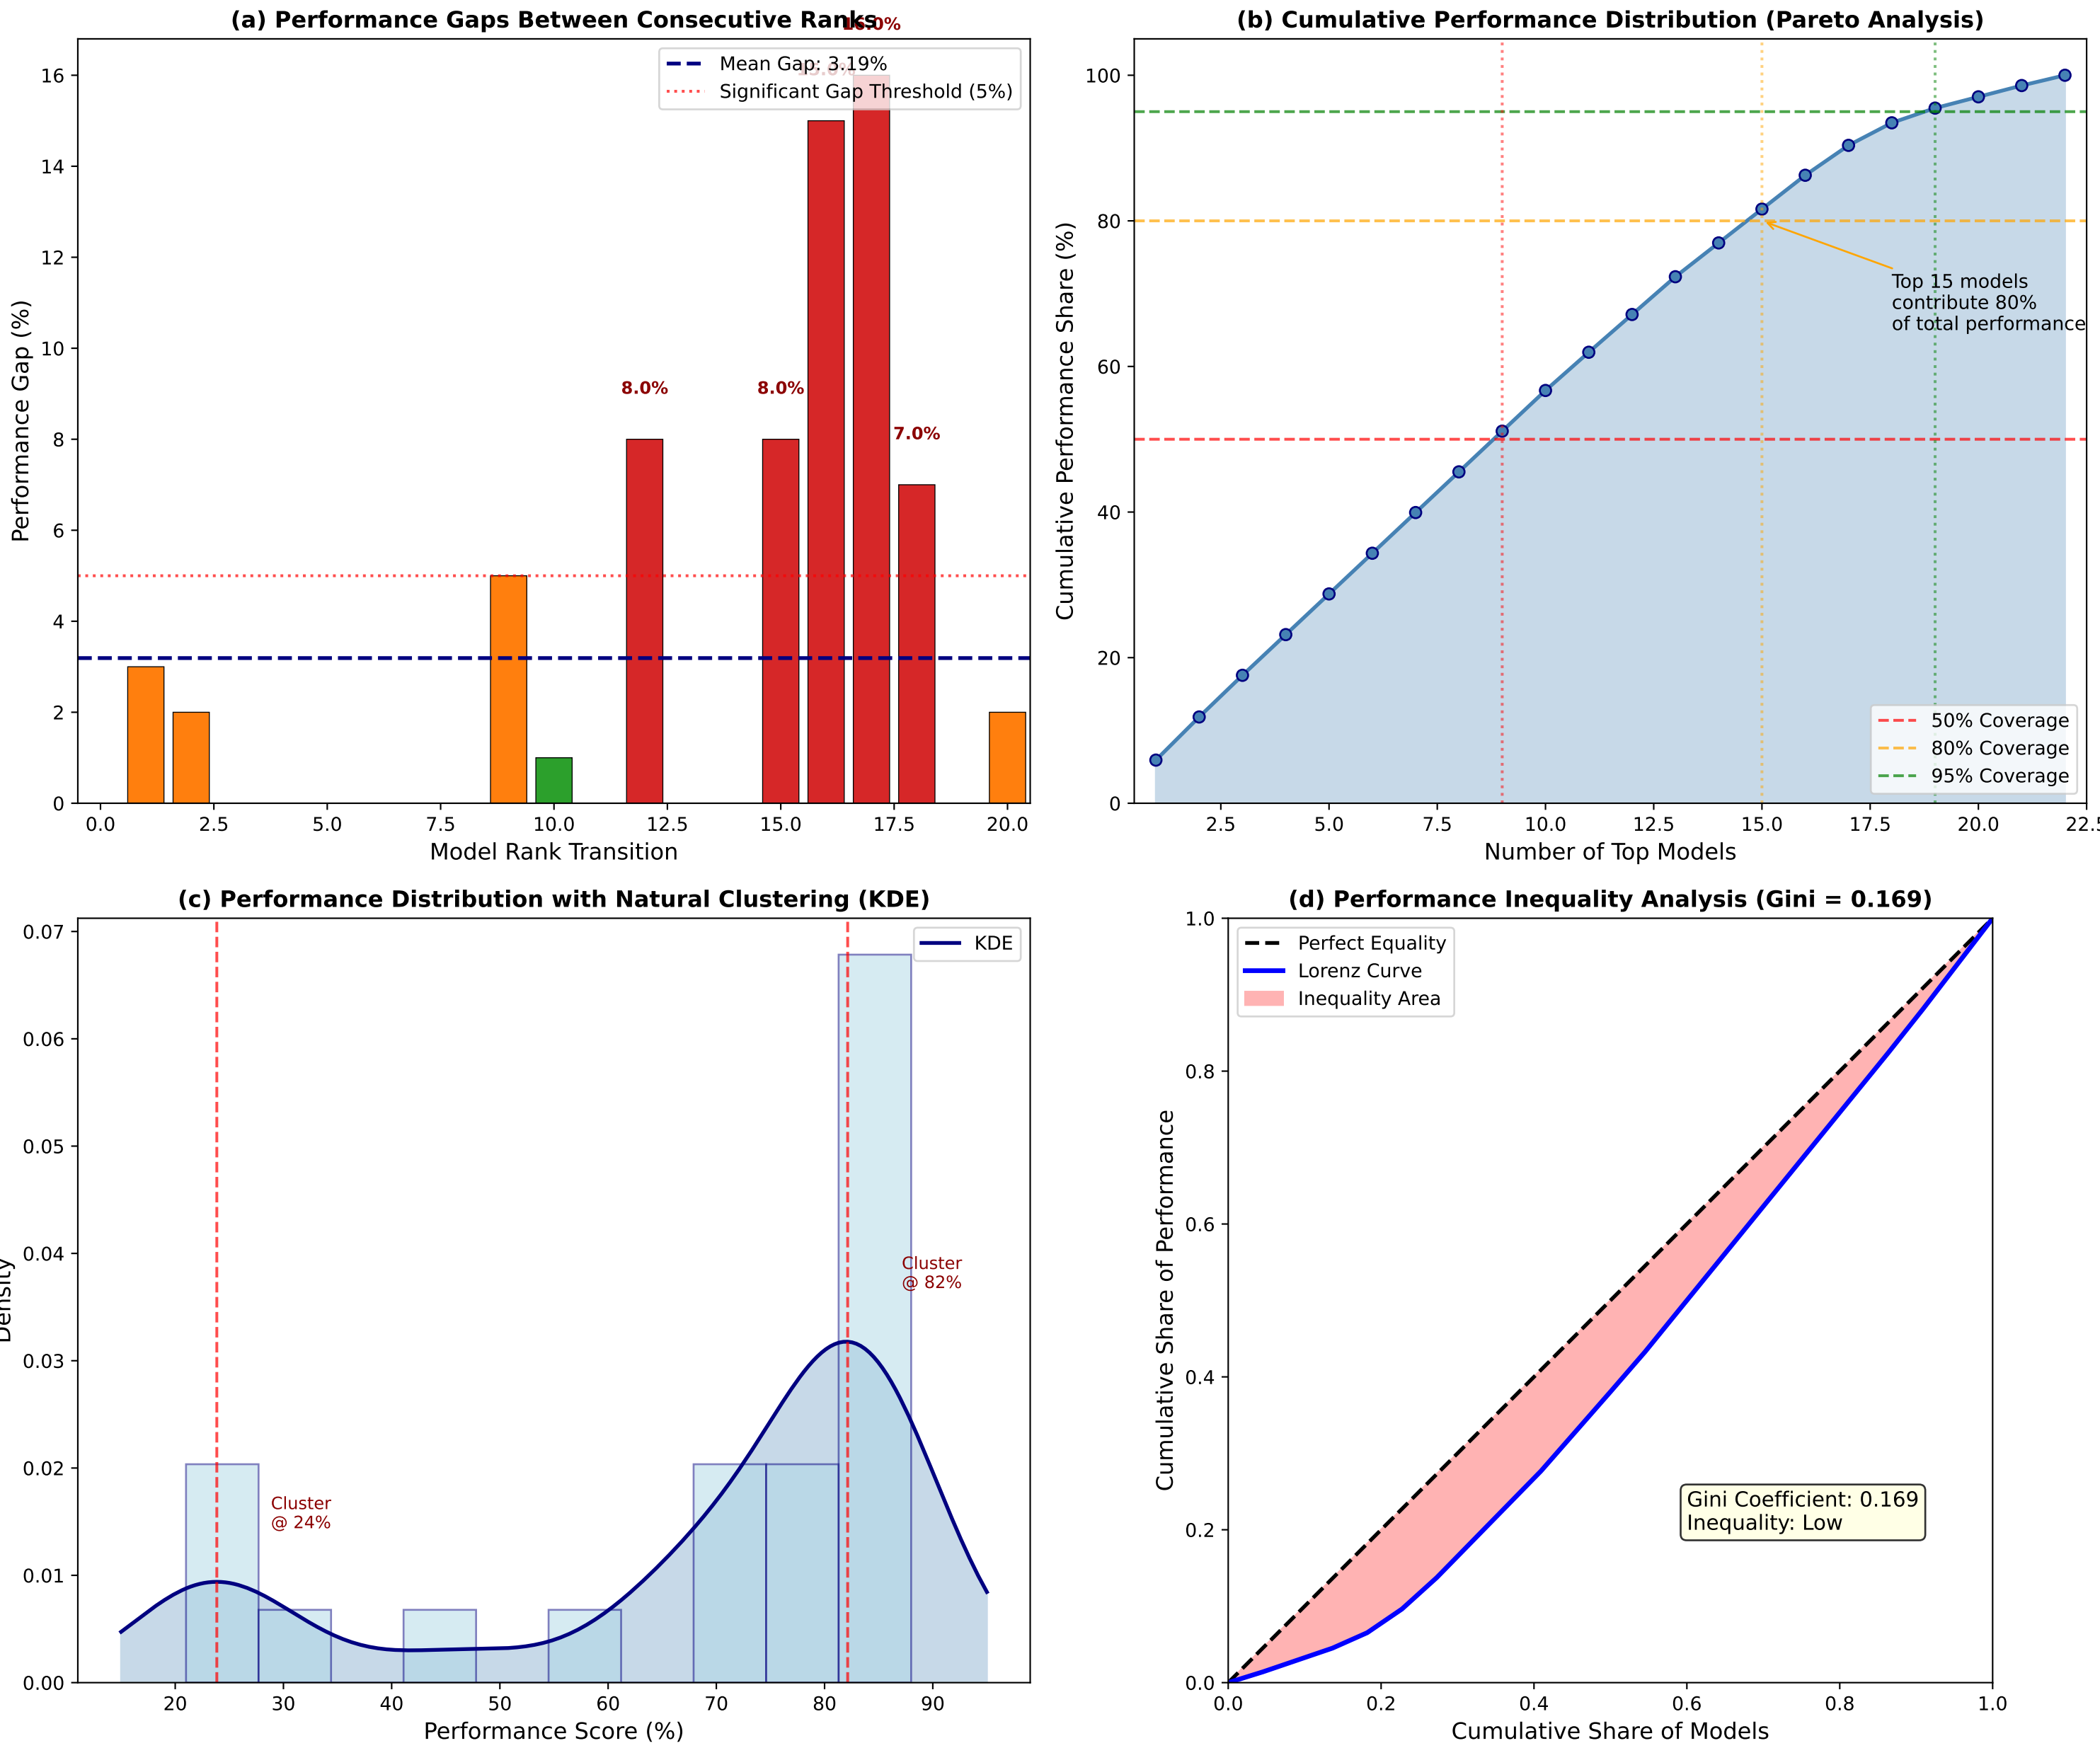 (a) Performance Gaps Between Consecutive Ranks
16.0%
15.0%
Mean Gap: 3.19%
Significant Gap Threshold (5%)
8.0%
8.0%
7.0%
Performance Gap (%)
16
14
12
10
8
6
4
2
0
0.0 2.5 5.0 7.5 10.0 12.5 15.0 17.5 20.0
Model Rank Transition
(b) Cumulative Performance Distribution (Pareto Analysis)
Cumulative Performance Share (%)
100
80
60
40
20
0
Top 15 models
contribute 80%
of total performance
50% Coverage
80% Coverage
95% Coverage
2.5 5.0 7.5 10.0 12.5 15.0 17.5 20.0 22.5
Number of Top Models
(c) Performance Distribution with Natural Clustering (KDE)
KDE
Density
0.07
0.06
0.05
0.04
0.03
0.02
0.01
0.00
Cluster
@ 82%
Cluster
@ 24%
20 30 40 50 60 70 80 90
Performance Score (%)
(d) Performance Inequality Analysis (Gini = 0.169)
Perfect Equality
Lorenz Curve
Inequality Area
Cumulative Share of Performance
1.0
0.8
0.6
0.4
0.2
0.0
Gini Coefficient: 0.169
Inequality: Low
0.0 0.2 0.4 0.6 0.8 1.0
Cumulative Share of Models